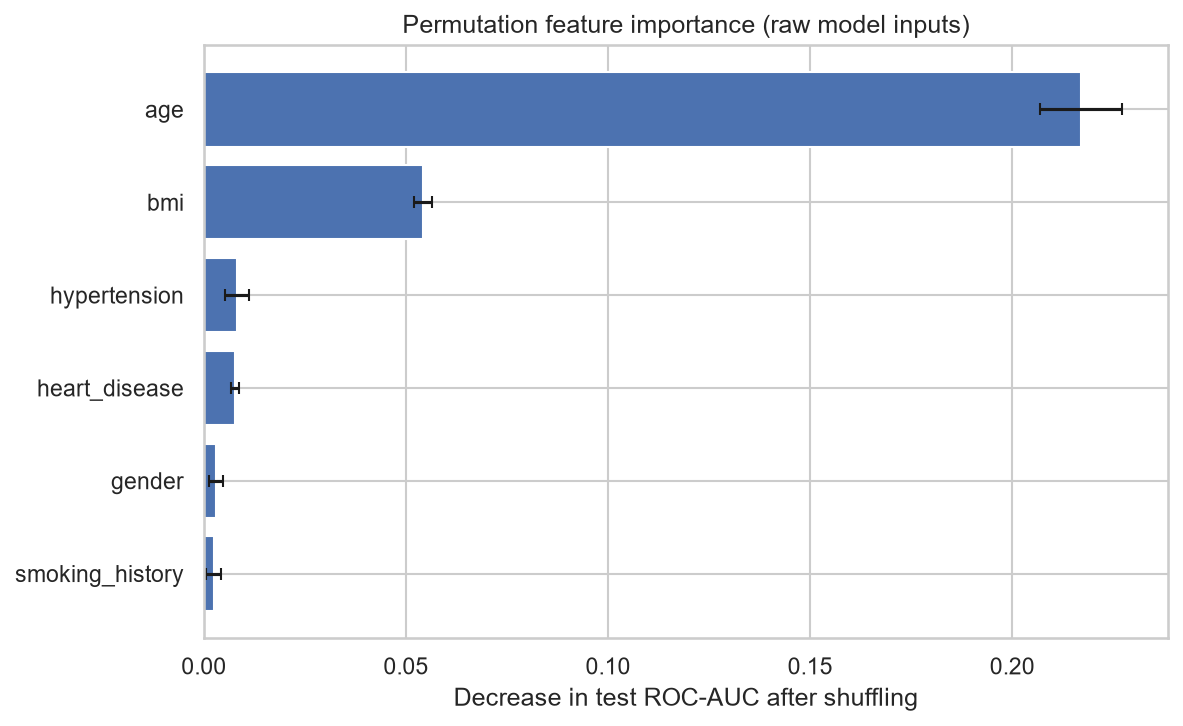 Permutation feature importance (raw model inputs)
age
bmi
hypertension
heart_disease
gender
smoking_history
0.00 0.05 0.10 0.15 0.20
Decrease in test ROC-AUC after shuffling